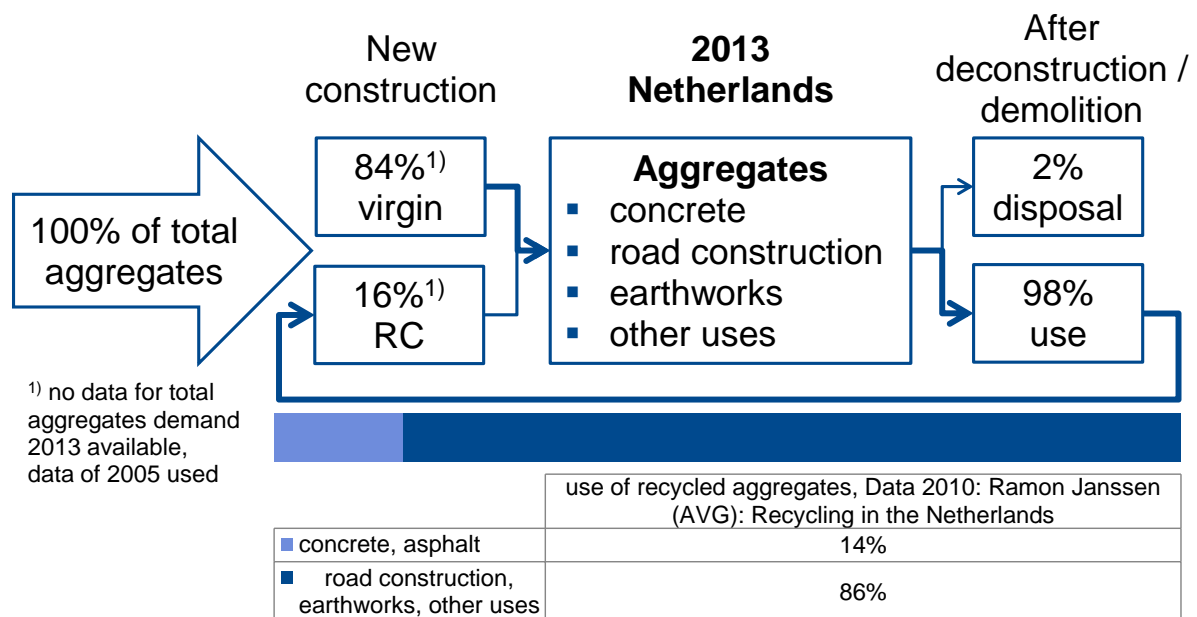 New
construction
2013
Netherlands
After
deconstruction /
demolition
100% of total
aggregates
84%1)
virgin
16%1)
RC
Aggregates
▪ concrete
▪ road construction
▪ earthworks
▪ other uses
2%
disposal
98%
use
1) no data for total
aggregates demand
2013 available,
data of 2005 used
use of recycled aggregates, Data 2010: Ramon Janssen
(AVG): Recycling in the Netherlands
concrete, asphalt
14%
road construction,
earthworks, other uses
86%